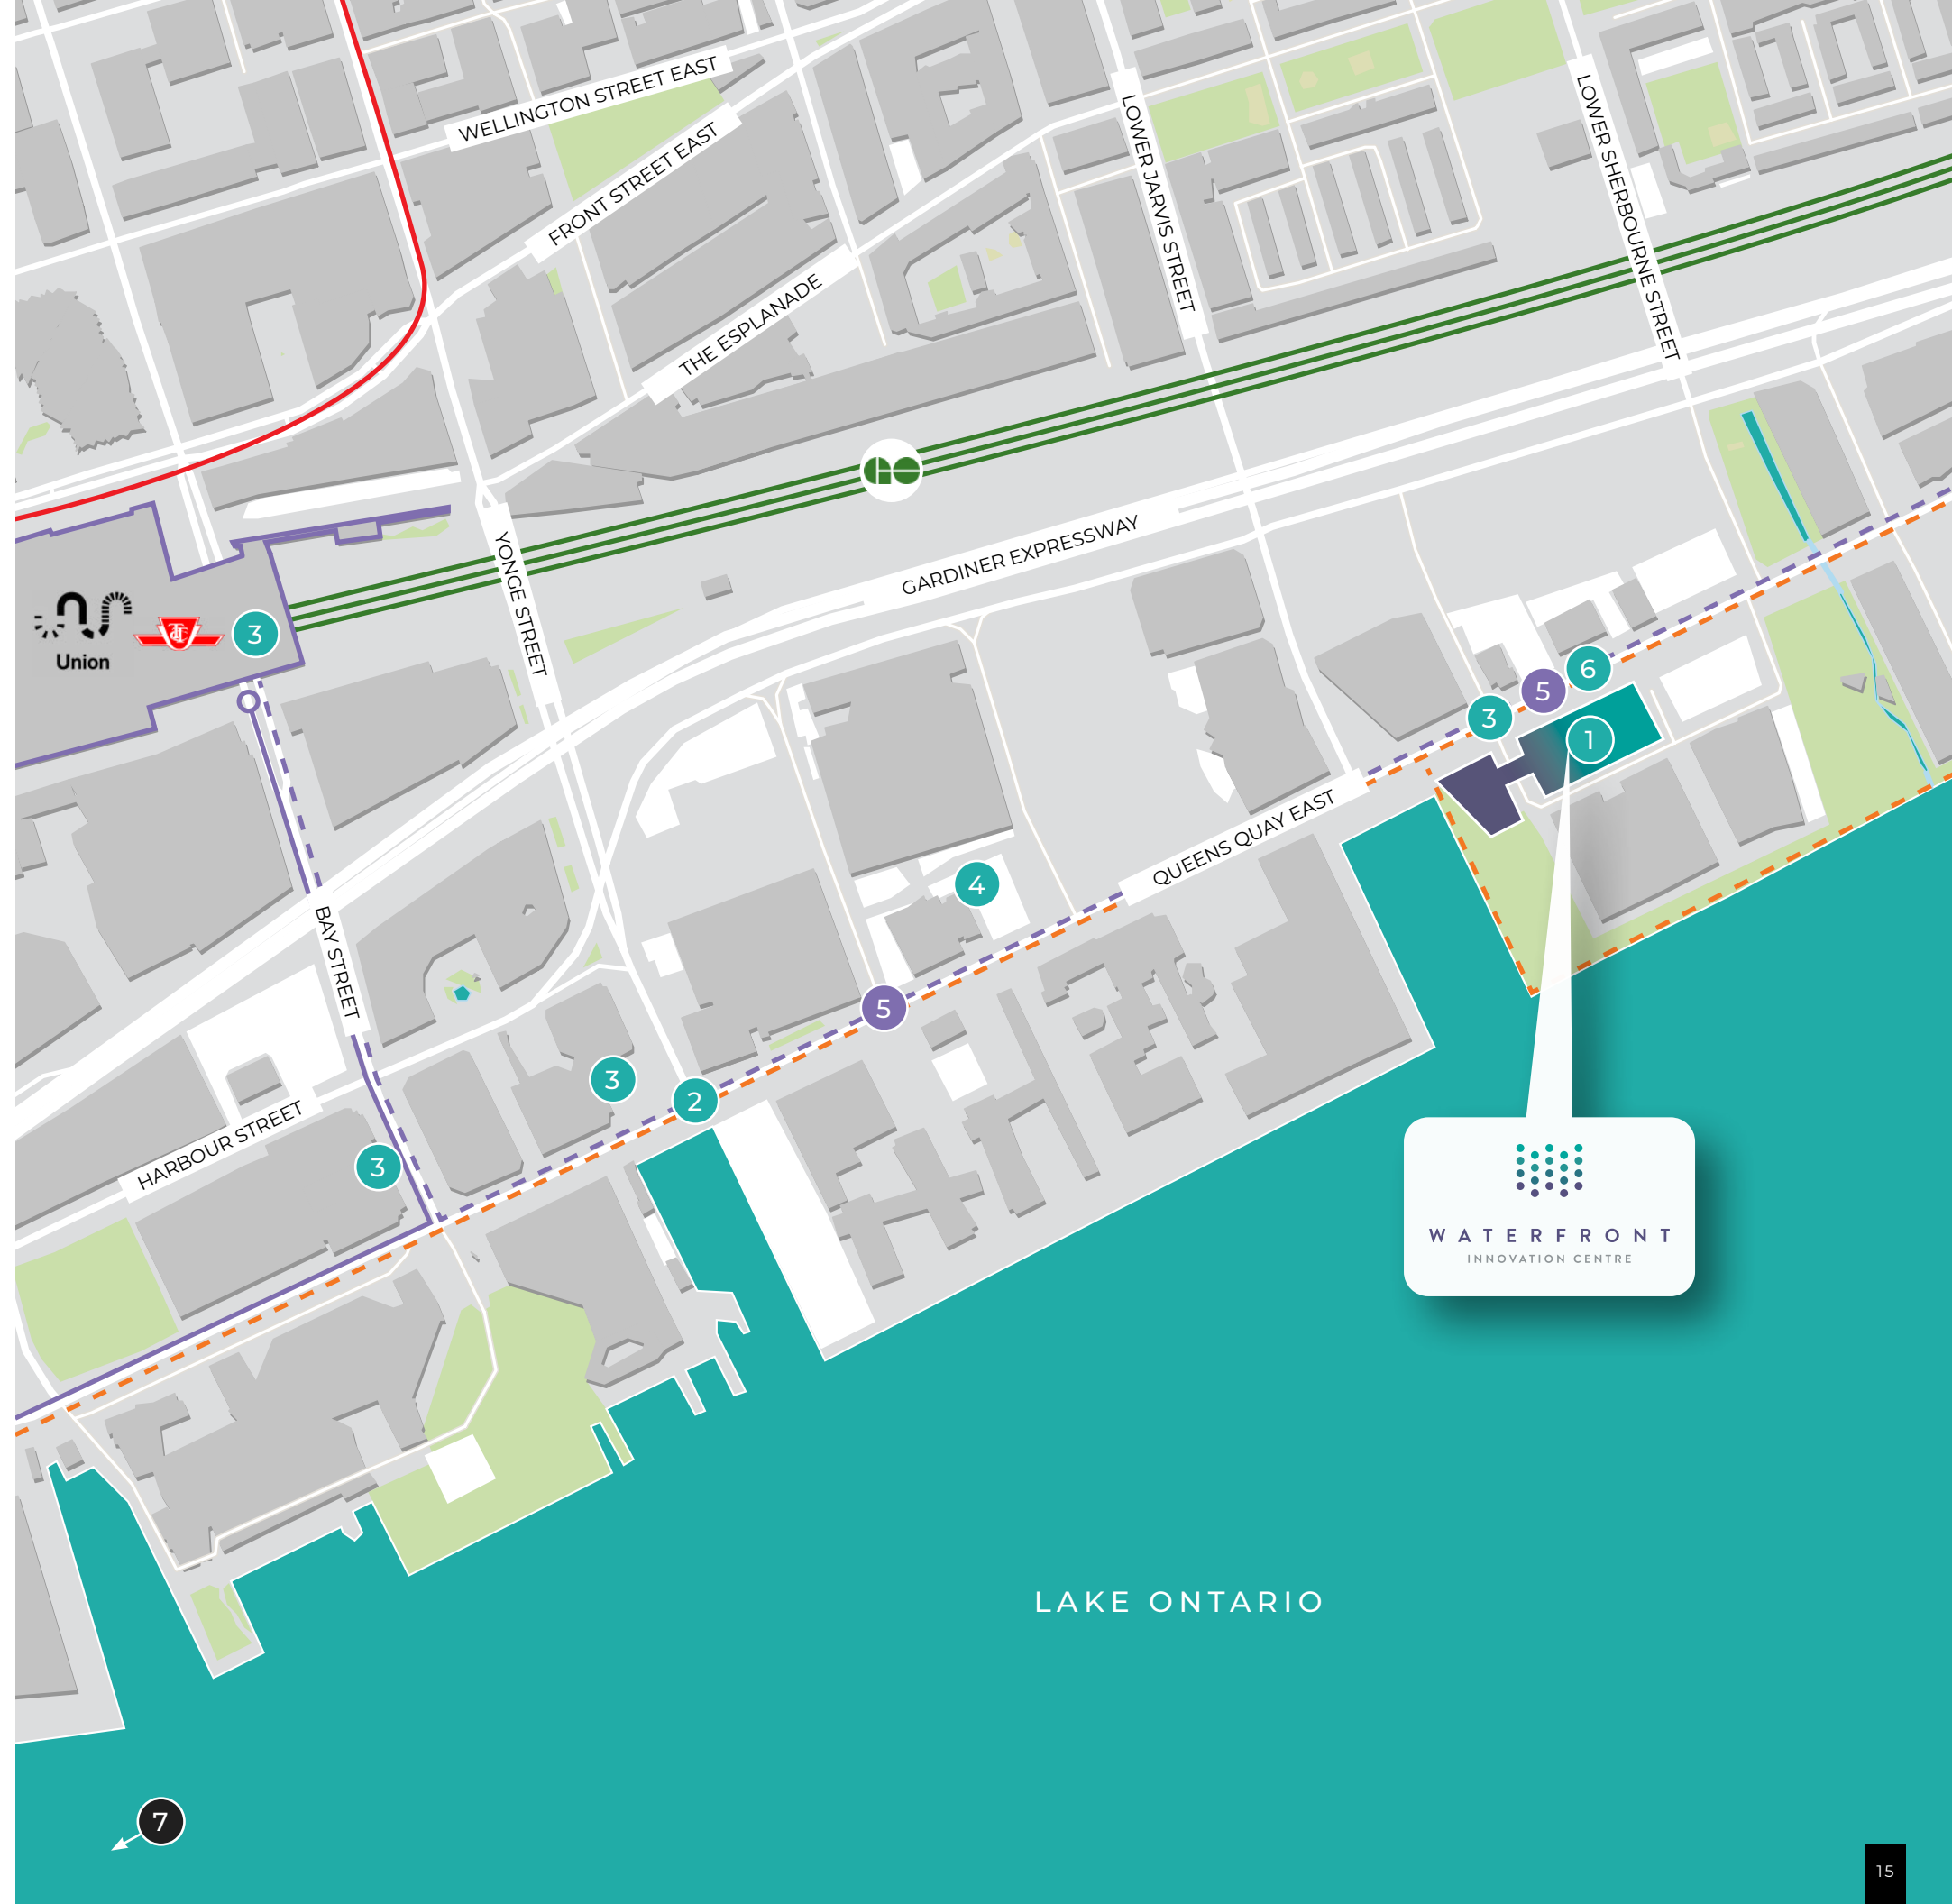 WELLINGTON STREET EAST
FRONT STREET EAST
LOWER JARVIS STREET
LOWER SHERBOURNE STREET
THE ESPLANADE
YONGE STREET
GARDINER EXPRESSWAY
Union
TTC
3
6
5
3
1
QUEENS QUAY EAST
4
BAY STREET
5
3
2
HARBOUR STREET
3
WATERFRONT
INNOVATION CENTRE
LAKE ONTARIO
7
15